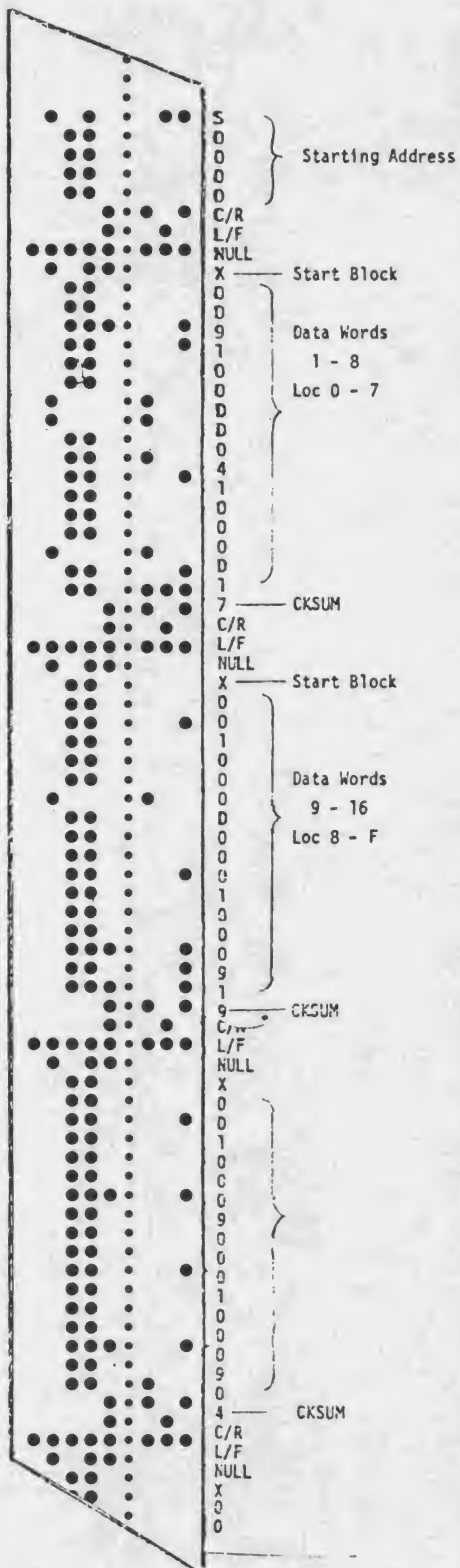 S
0
0 Starting Address
0
0
C/R
L/F
NULL
X Start Block
0
0
9 Data Words
1
0 1 - 8
0 Loc 0 - 7
D
D
0
4
1
0
0
0
D
1
7 CKSUM
C/R
L/F
NULL
X Start Block
0
0
1
0
0 Data Words
0 9 - 16
D
0 Loc 8 - F
0
0
1
0
0
0
9
1
9 CKSUM
L/F
NULL
X
0
0
1
0
0
0
9
0
0
0
1
0
0
0
9
0
4 CKSUM
C/R
L/F
NULL
X
0
0